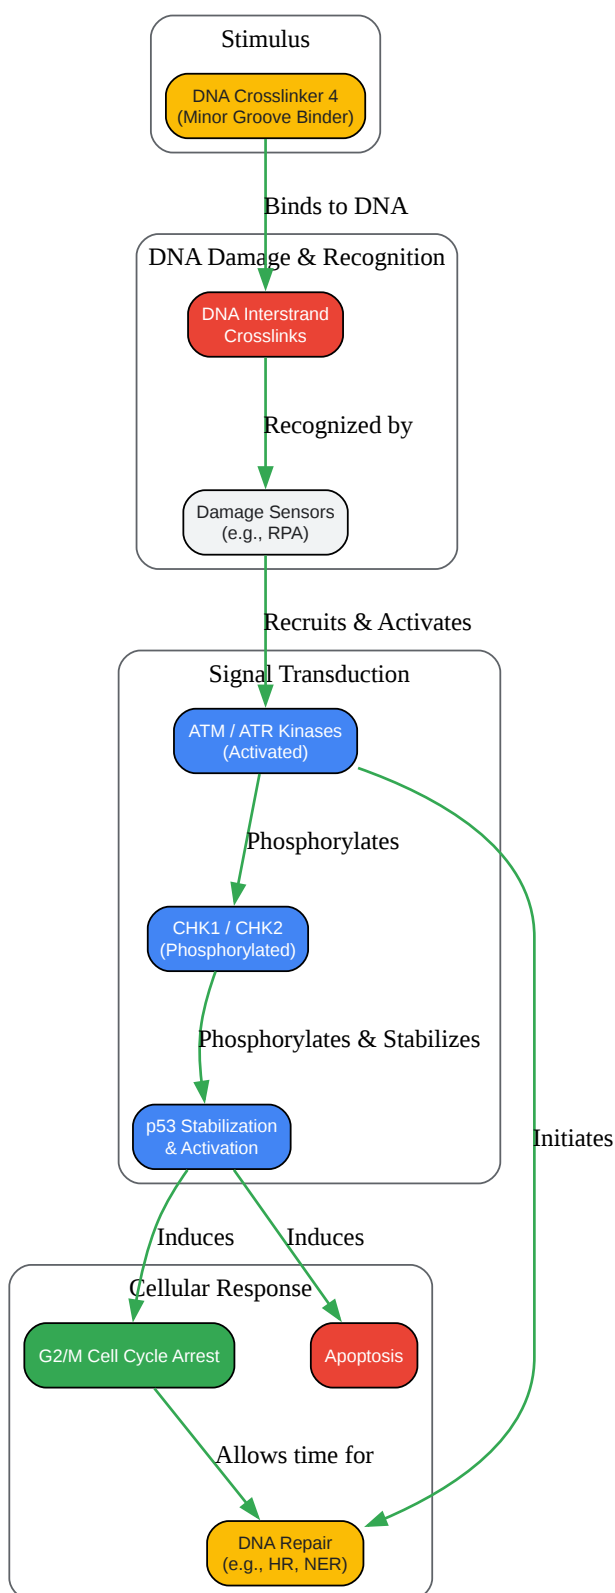 Stimulus
DNA Crosslinker 4
(Minor Groove Binder)
Binds to DNA
DNA Damage & Recognition
DNA Interstrand
Crosslinks
Recognized by
Damage Sensors
(e.g., RPA)
Recruits & Activates
Signal Transduction
ATM / ATR Kinases
(Activated)
Phosphorylates
CHK1 / CHK2
(Phosphorylated)
Phosphorylates & Stabilizes
p53 Stabilization
& Activation
Initiates
Induces
Induces
Cellular Response
G2/M Cell Cycle Arrest
Apoptosis
Allows time for
DNA Repair
(e.g., HR, NER)